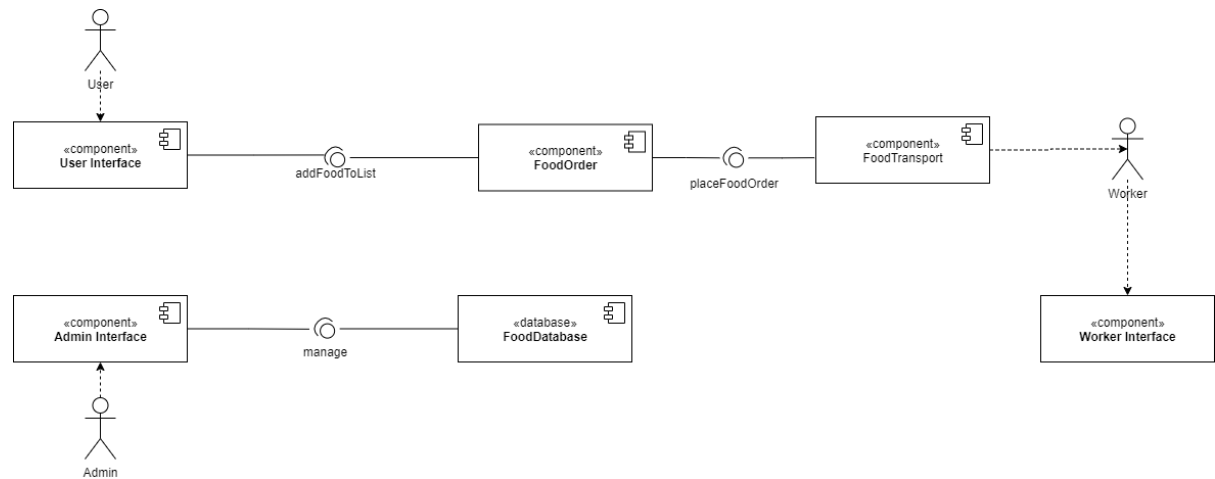 User
«component»
User Interface
addFoodToList
«component»
FoodOrder
placeFoodOrder
«component»
FoodTransport
Worker
«component»
Admin Interface
manage
«database»
FoodDatabase
«component»
Worker Interface
Admin